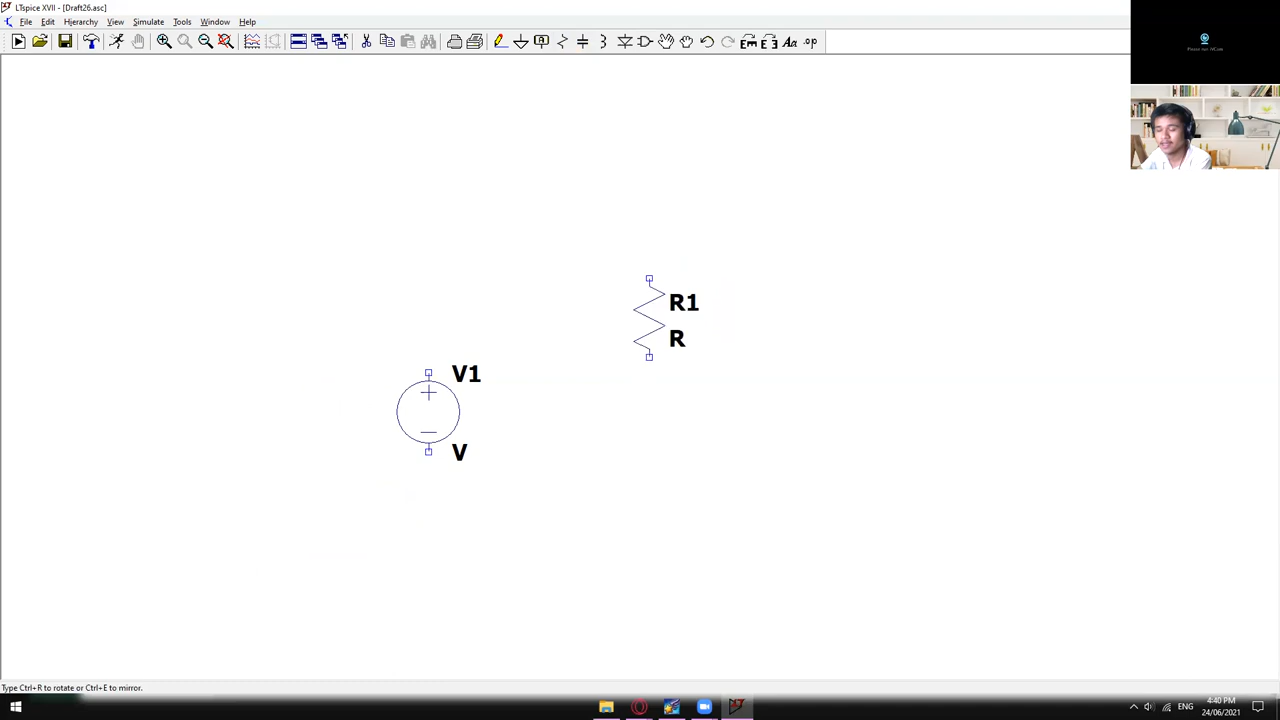 LTspice XVII - [Draft26.asc]
File Edit Hierarchy View Simulate Tools Window Help
.op
R1
R
V1
V
Type Ctrl+R to rotate or Ctrl+E to mirror.
ENG
4:40 PM
24/06/2021